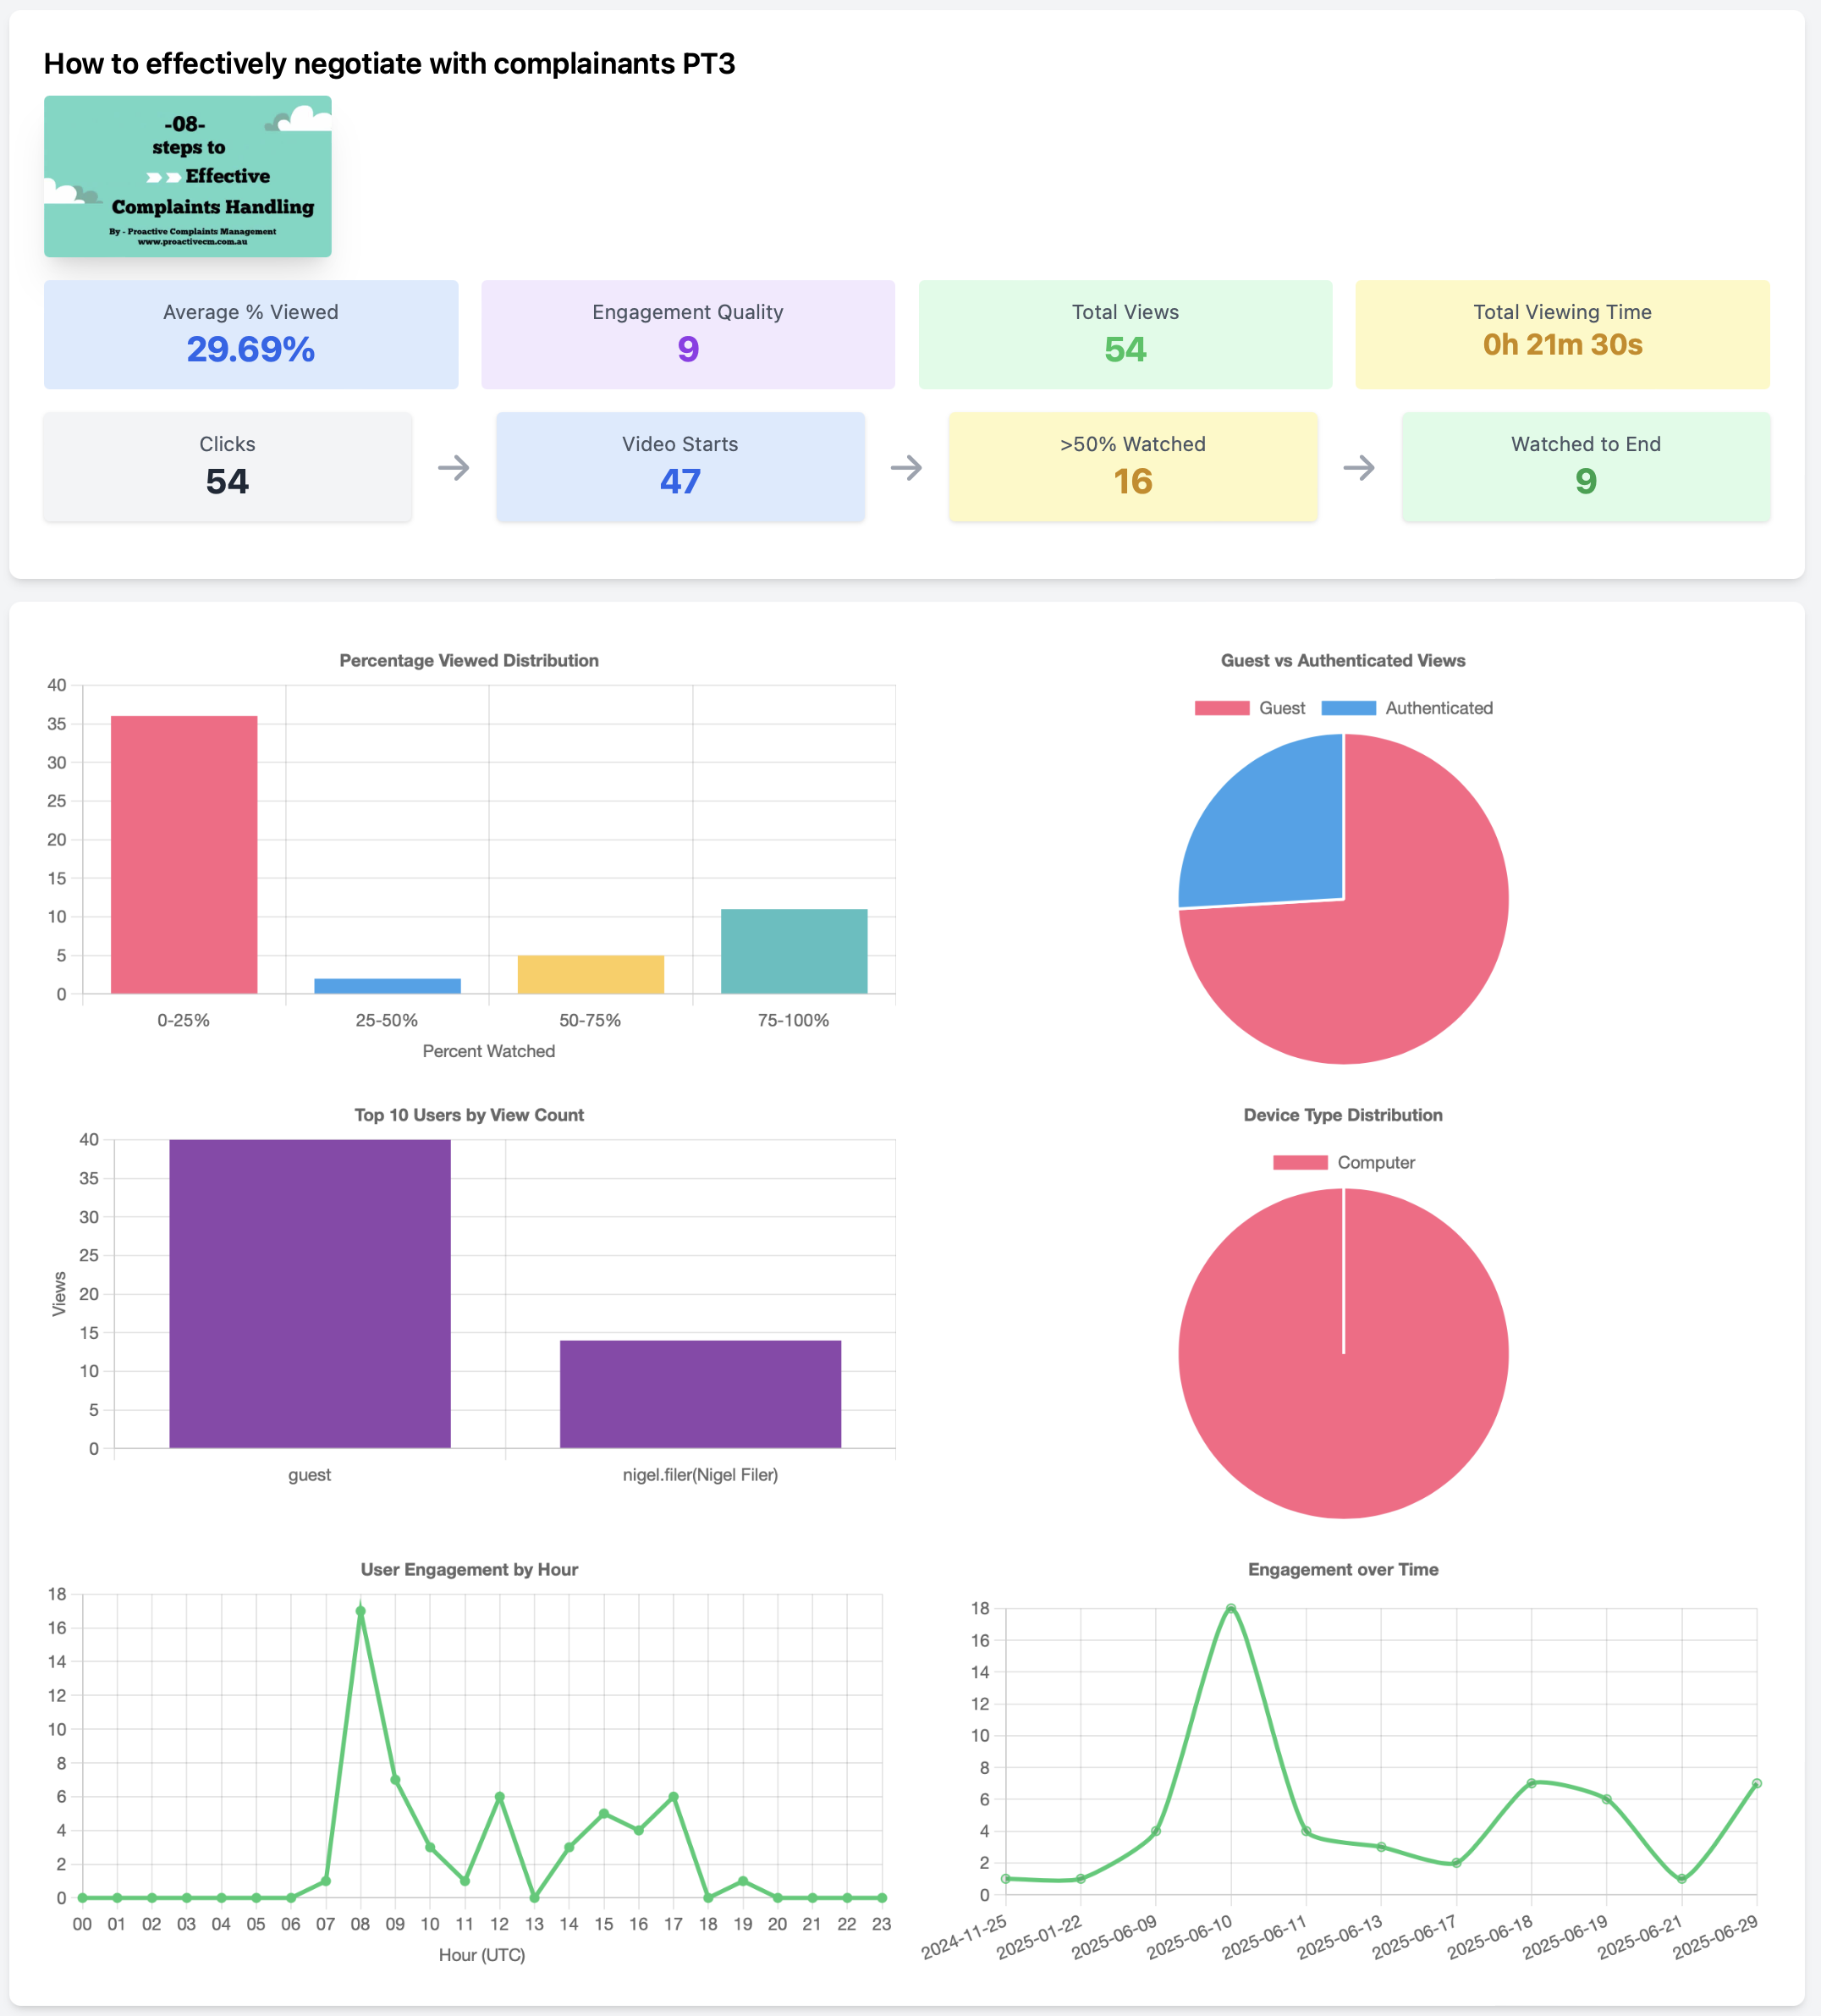 How to effectively negotiate with complainants PT3
-08-
steps to
Effective
Complaints Handling
By - Proactive Complaints Management
www.proactivecm.com.au
Average % Viewed
29.69%
Engagement Quality
9
Total Views
54
Total Viewing Time
0h 21m 30s
Clicks
54
Video Starts
47
>50% Watched
16
Watched to End
9
Percentage Viewed Distribution
40
35
30
25
20
15
10
5
0
0-25% 25-50% 50-75% 75-100%
Percent Watched
Guest vs Authenticated Views
Guest Authenticated
Top 10 Users by View Count
Views
40
35
30
25
20
15
10
5
0
guest nigel.filer(Nigel Filer)
Device Type Distribution
Computer
User Engagement by Hour
18
16
14
12
10
8
6
4
2
0
00 01 02 03 04 05 06 07 08 09 10 11 12 13 14 15 16 17 18 19 20 21 22 23
Hour (UTC)
Engagement over Time
18
16
14
12
10
8
6
4
2
0
2024-11-25 2025-01-22 2025-06-09 2025-06-10 2025-06-11 2025-06-13 2025-06-17 2025-06-18 2025-06-19 2025-06-21 2025-06-29